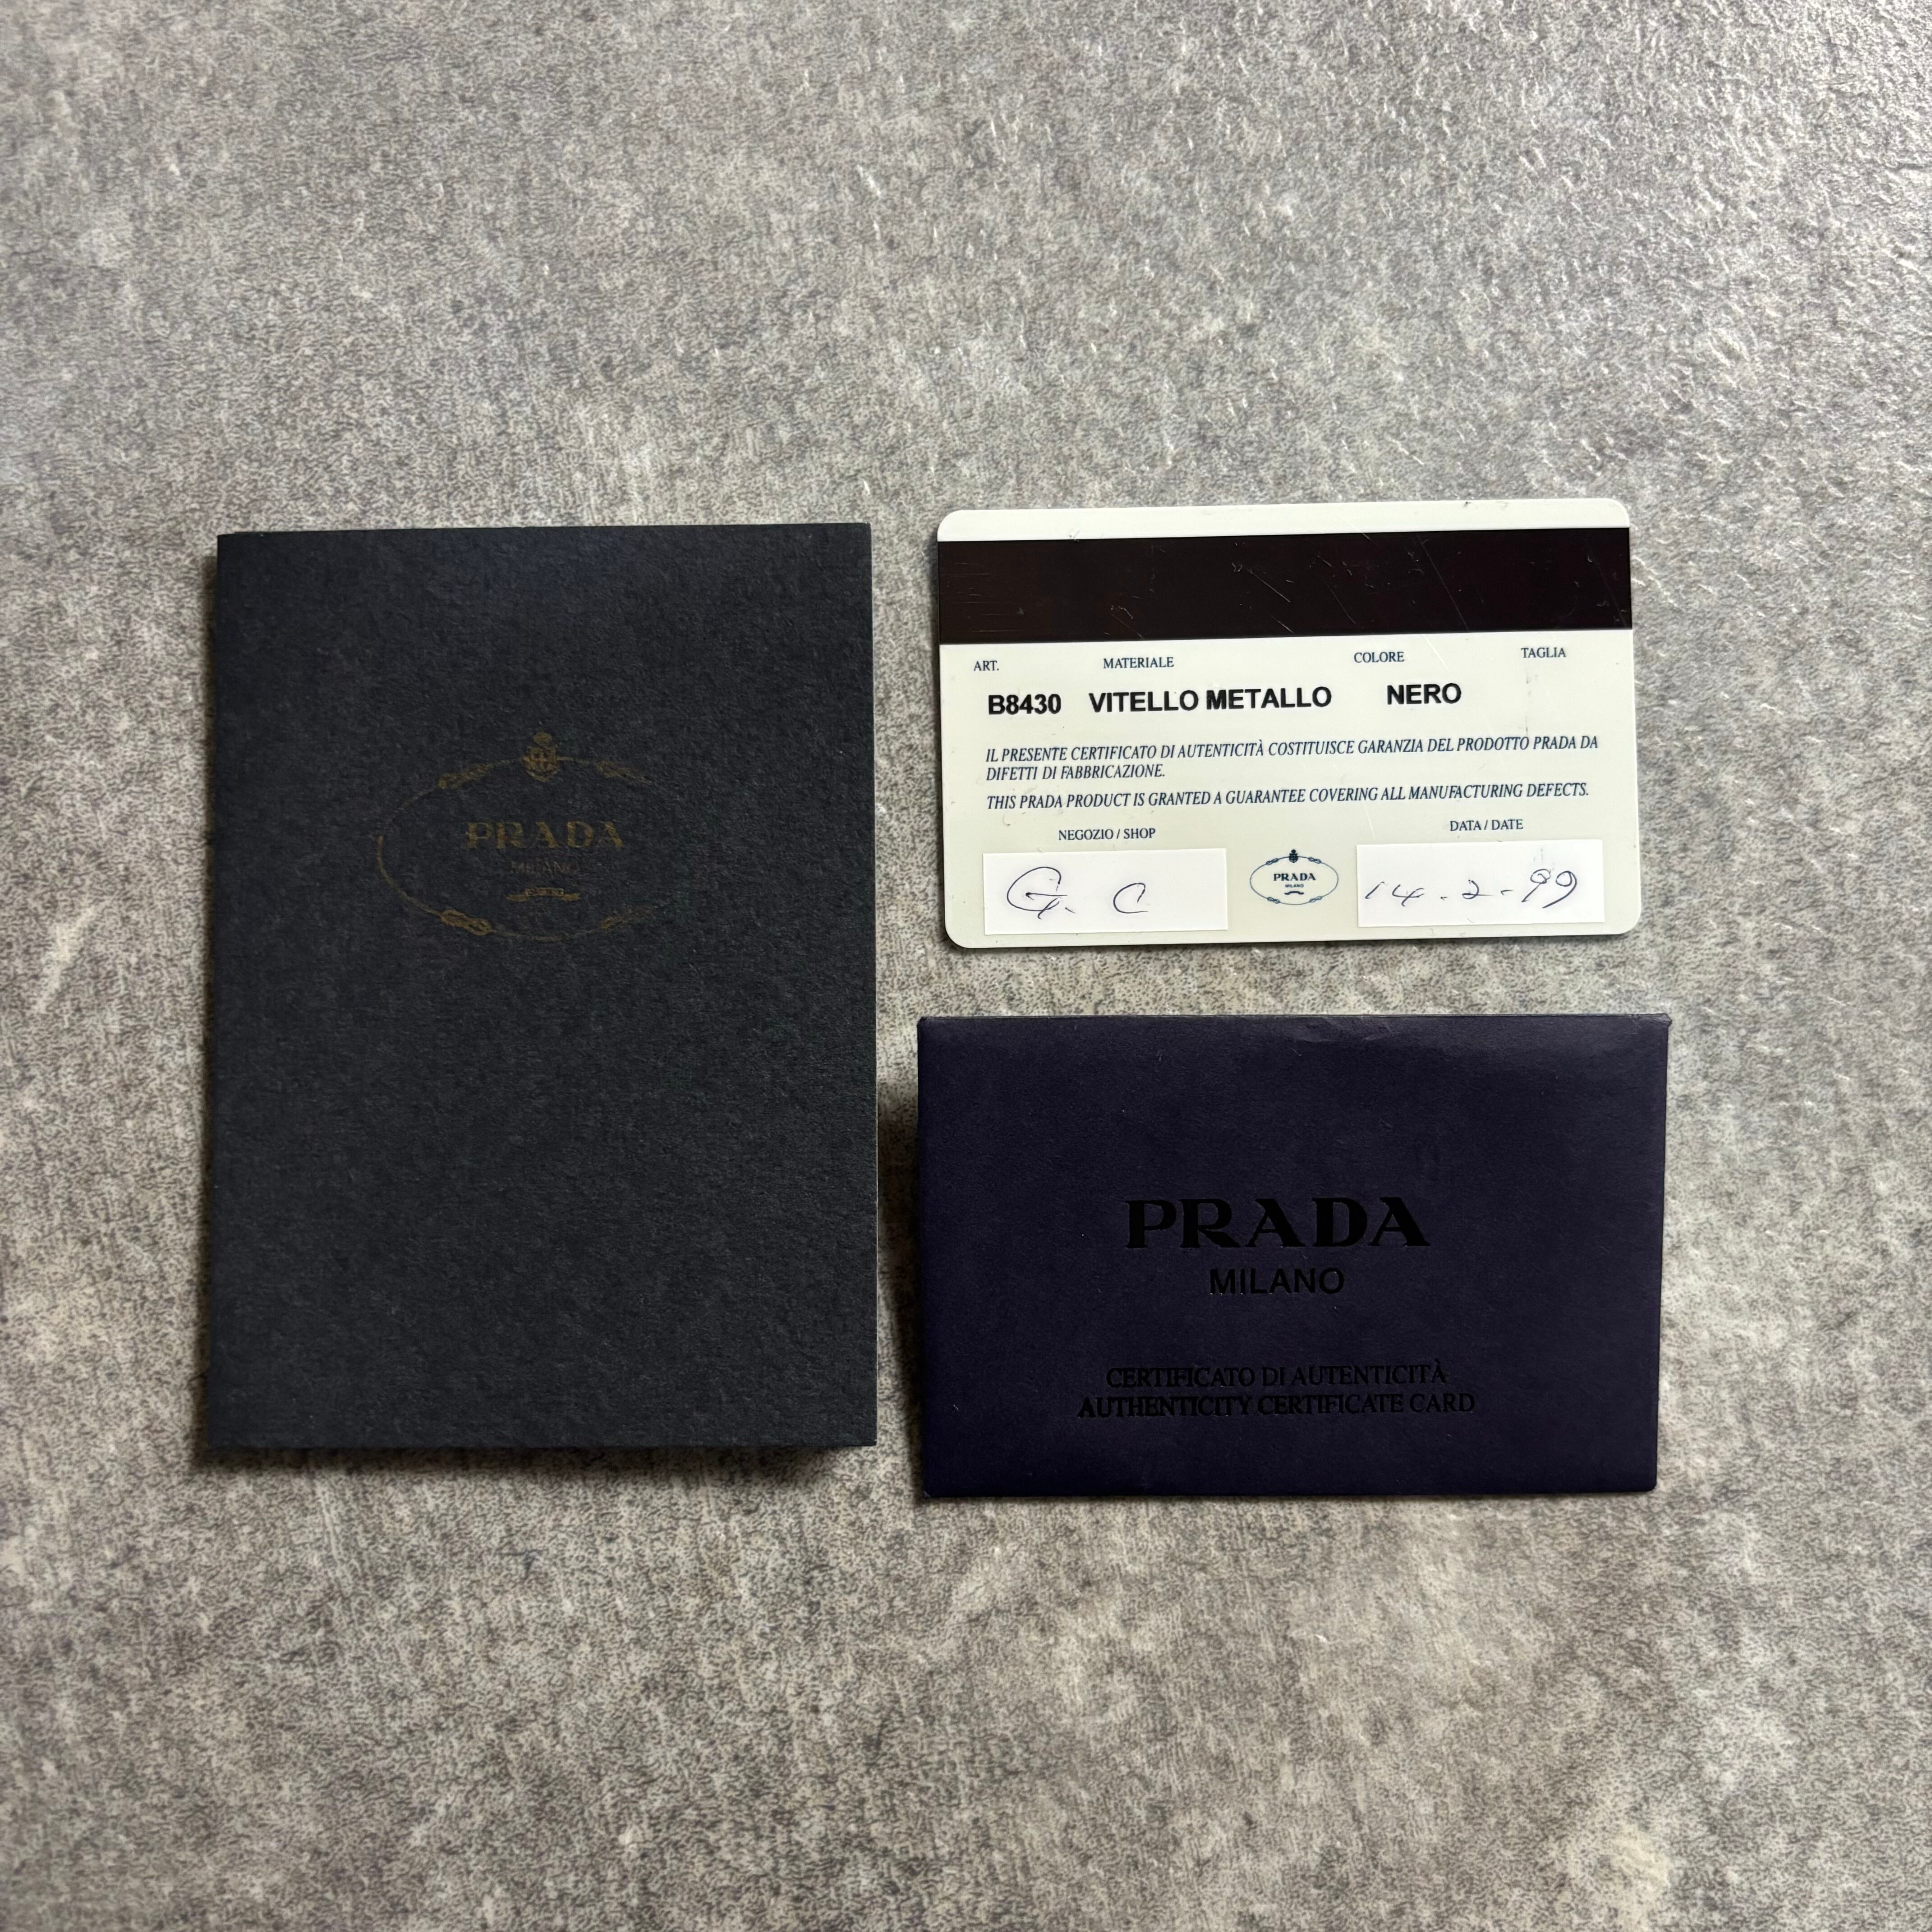 PRADA
MILANO
ART. MATERIALE COLORE TAGLIA
B8430 VITELLO METALLO NERO
IL PRESENTE CERTIFICATO DI AUTENTICITÀ COSTITUISCE GARANZIA DEL PRODOTTO PRADA DA
DIFETTI DI FABBRICAZIONE.
THIS PRADA PRODUCT IS GRANTED A GUARANTEE COVERING ALL MANUFACTURING DEFECTS.
NEGOZIO / SHOP DATA / DATE
G. C PRADA 14.2-99
MILANO
PRADA
MILANO
CERTIFICATO DI AUTENTICITÀ
AUTHENTICITY CERTIFICATE CARD